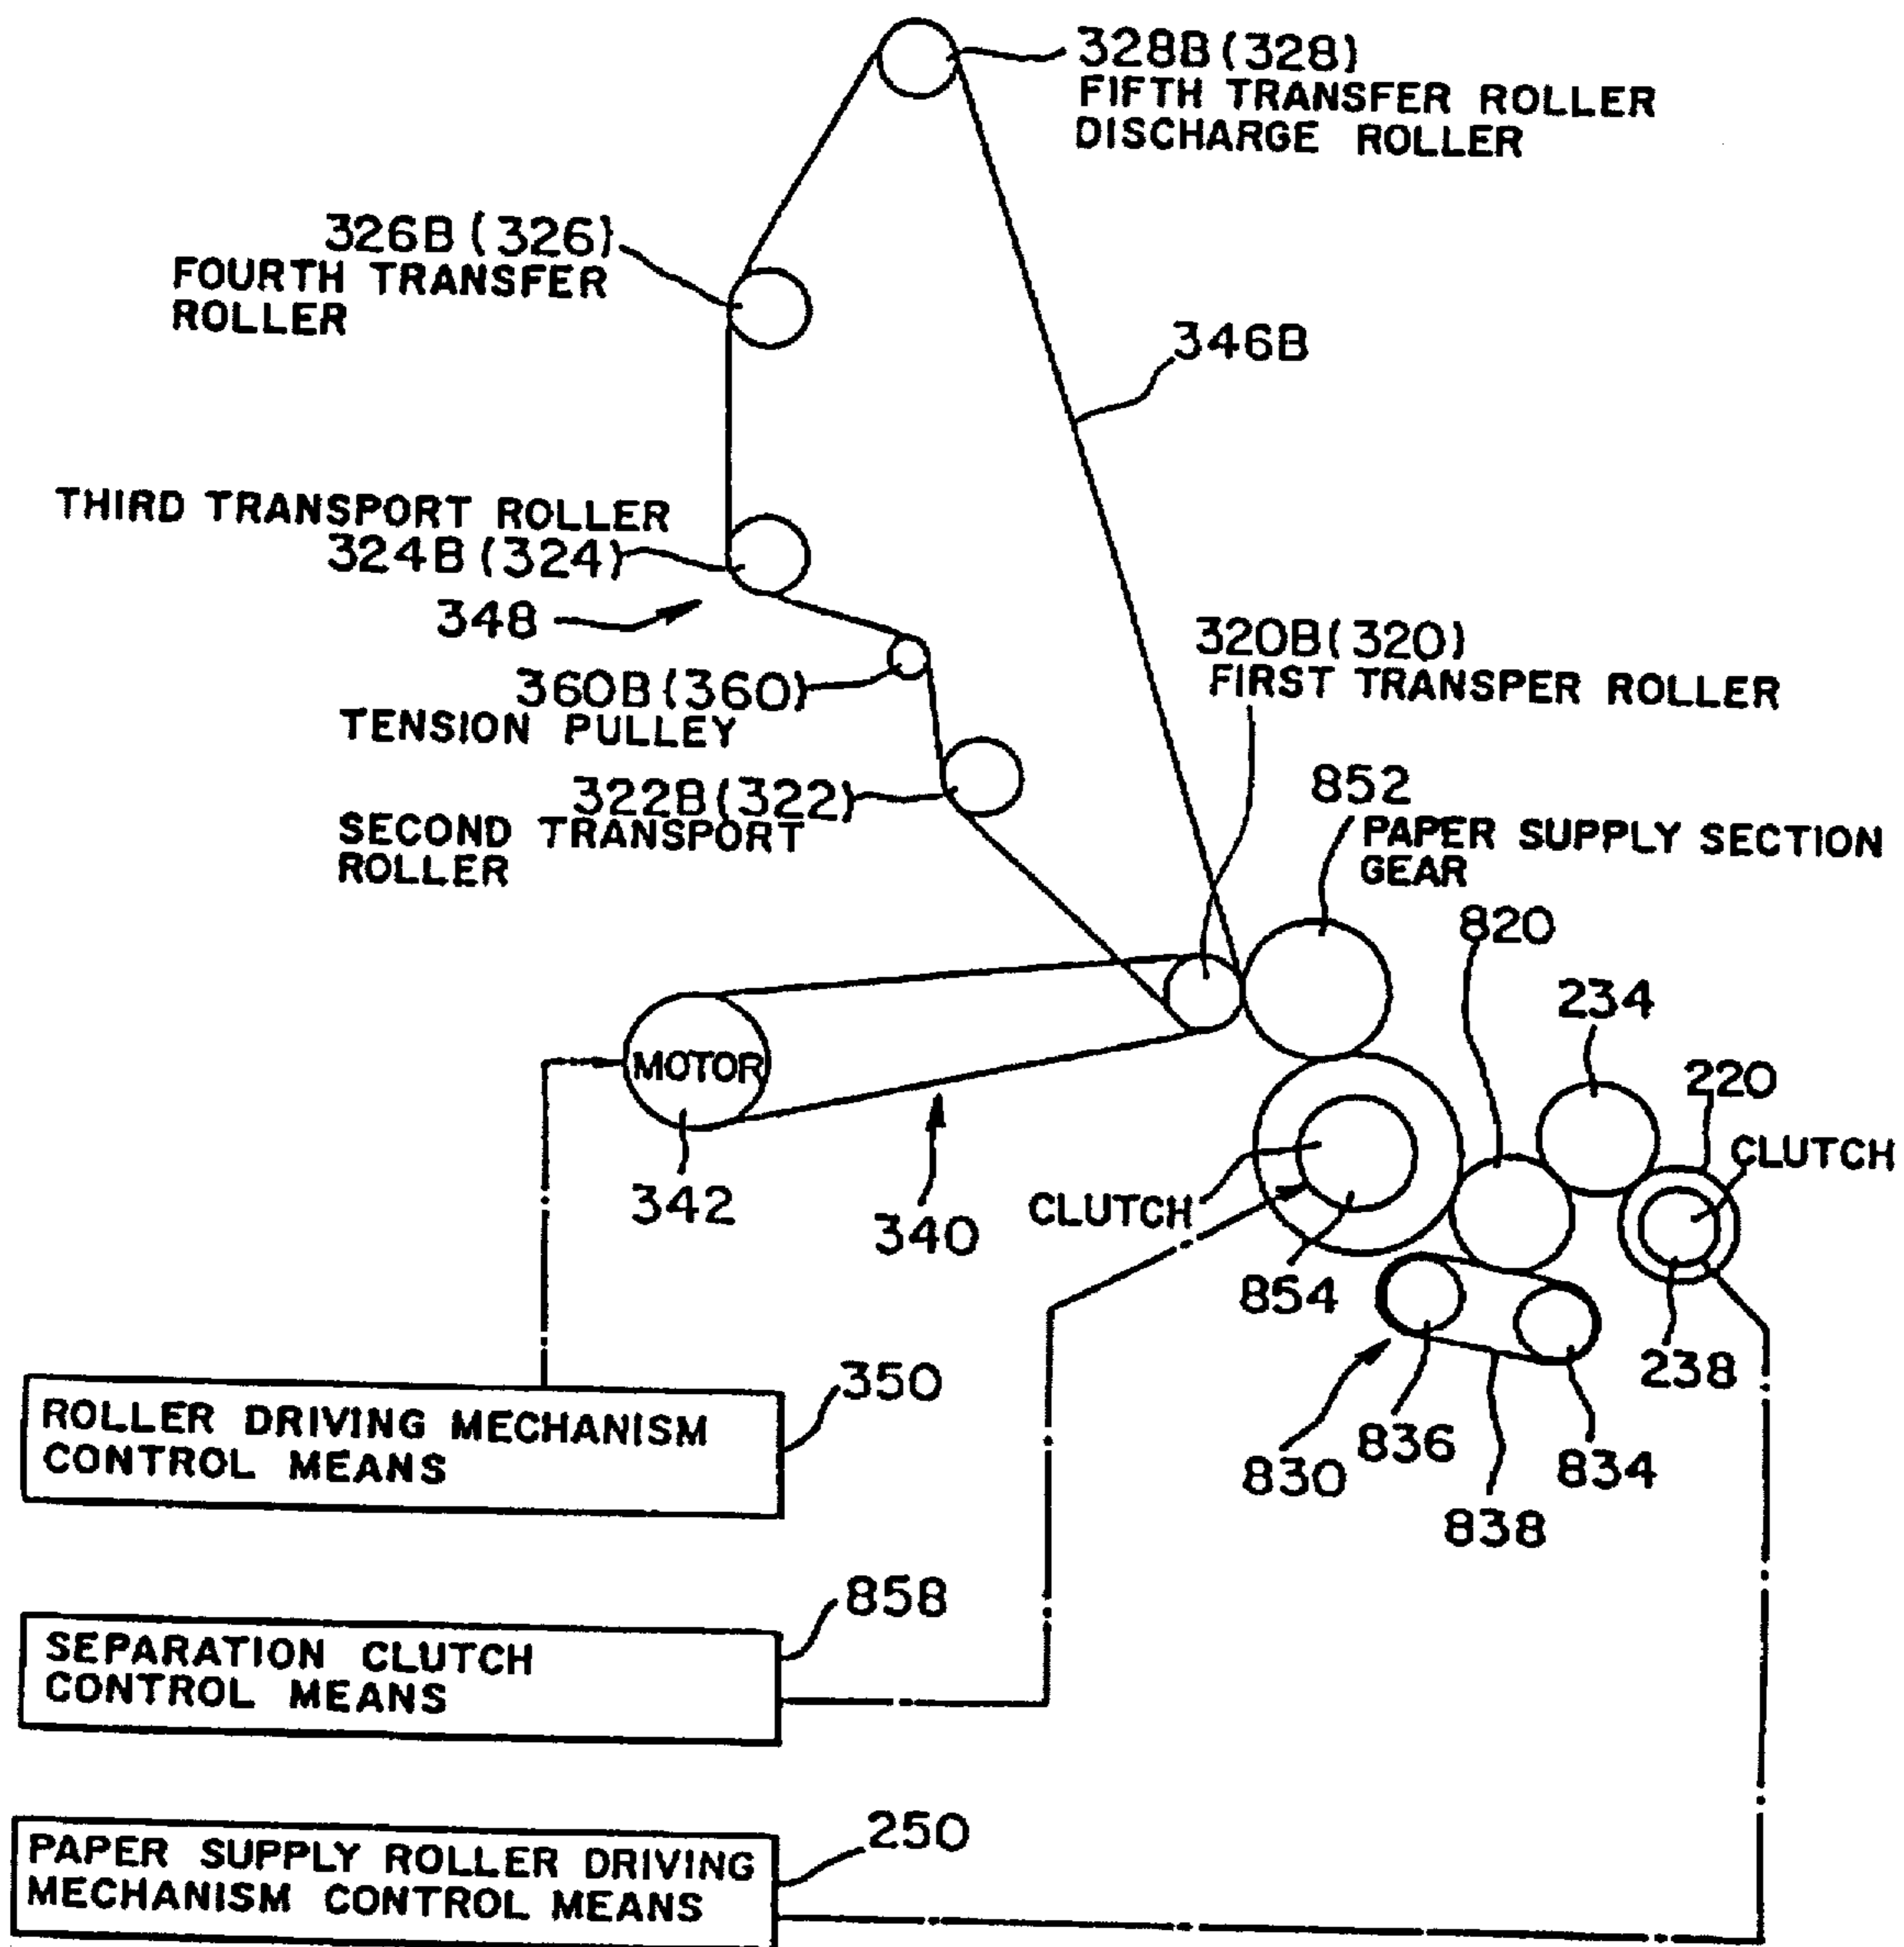 328B(328)
FIFTH TRANSFER ROLLER
DISCHARGE ROLLER
326B(326)
FOURTH TRANSFER
ROLLER
346B
THIRD TRANSPORT ROLLER
324B(324)
348
320B(320)
FIRST TRANSPER ROLLER
360B(360)
TENSION PULLEY
322B(322)
SECOND TRANSPORT
ROLLER
852
PAPER SUPPLY SECTION
GEAR
820
234
220
CLUTCH
MOTOR
342
340
CLUTCH
854
238
830
836
838
834
350
ROLLER DRIVING MECHANISM
CONTROL MEANS
858
SEPARATION CLUTCH
CONTROL MEANS
250
PAPER SUPPLY ROLLER DRIVING
MECHANISM CONTROL MEANS